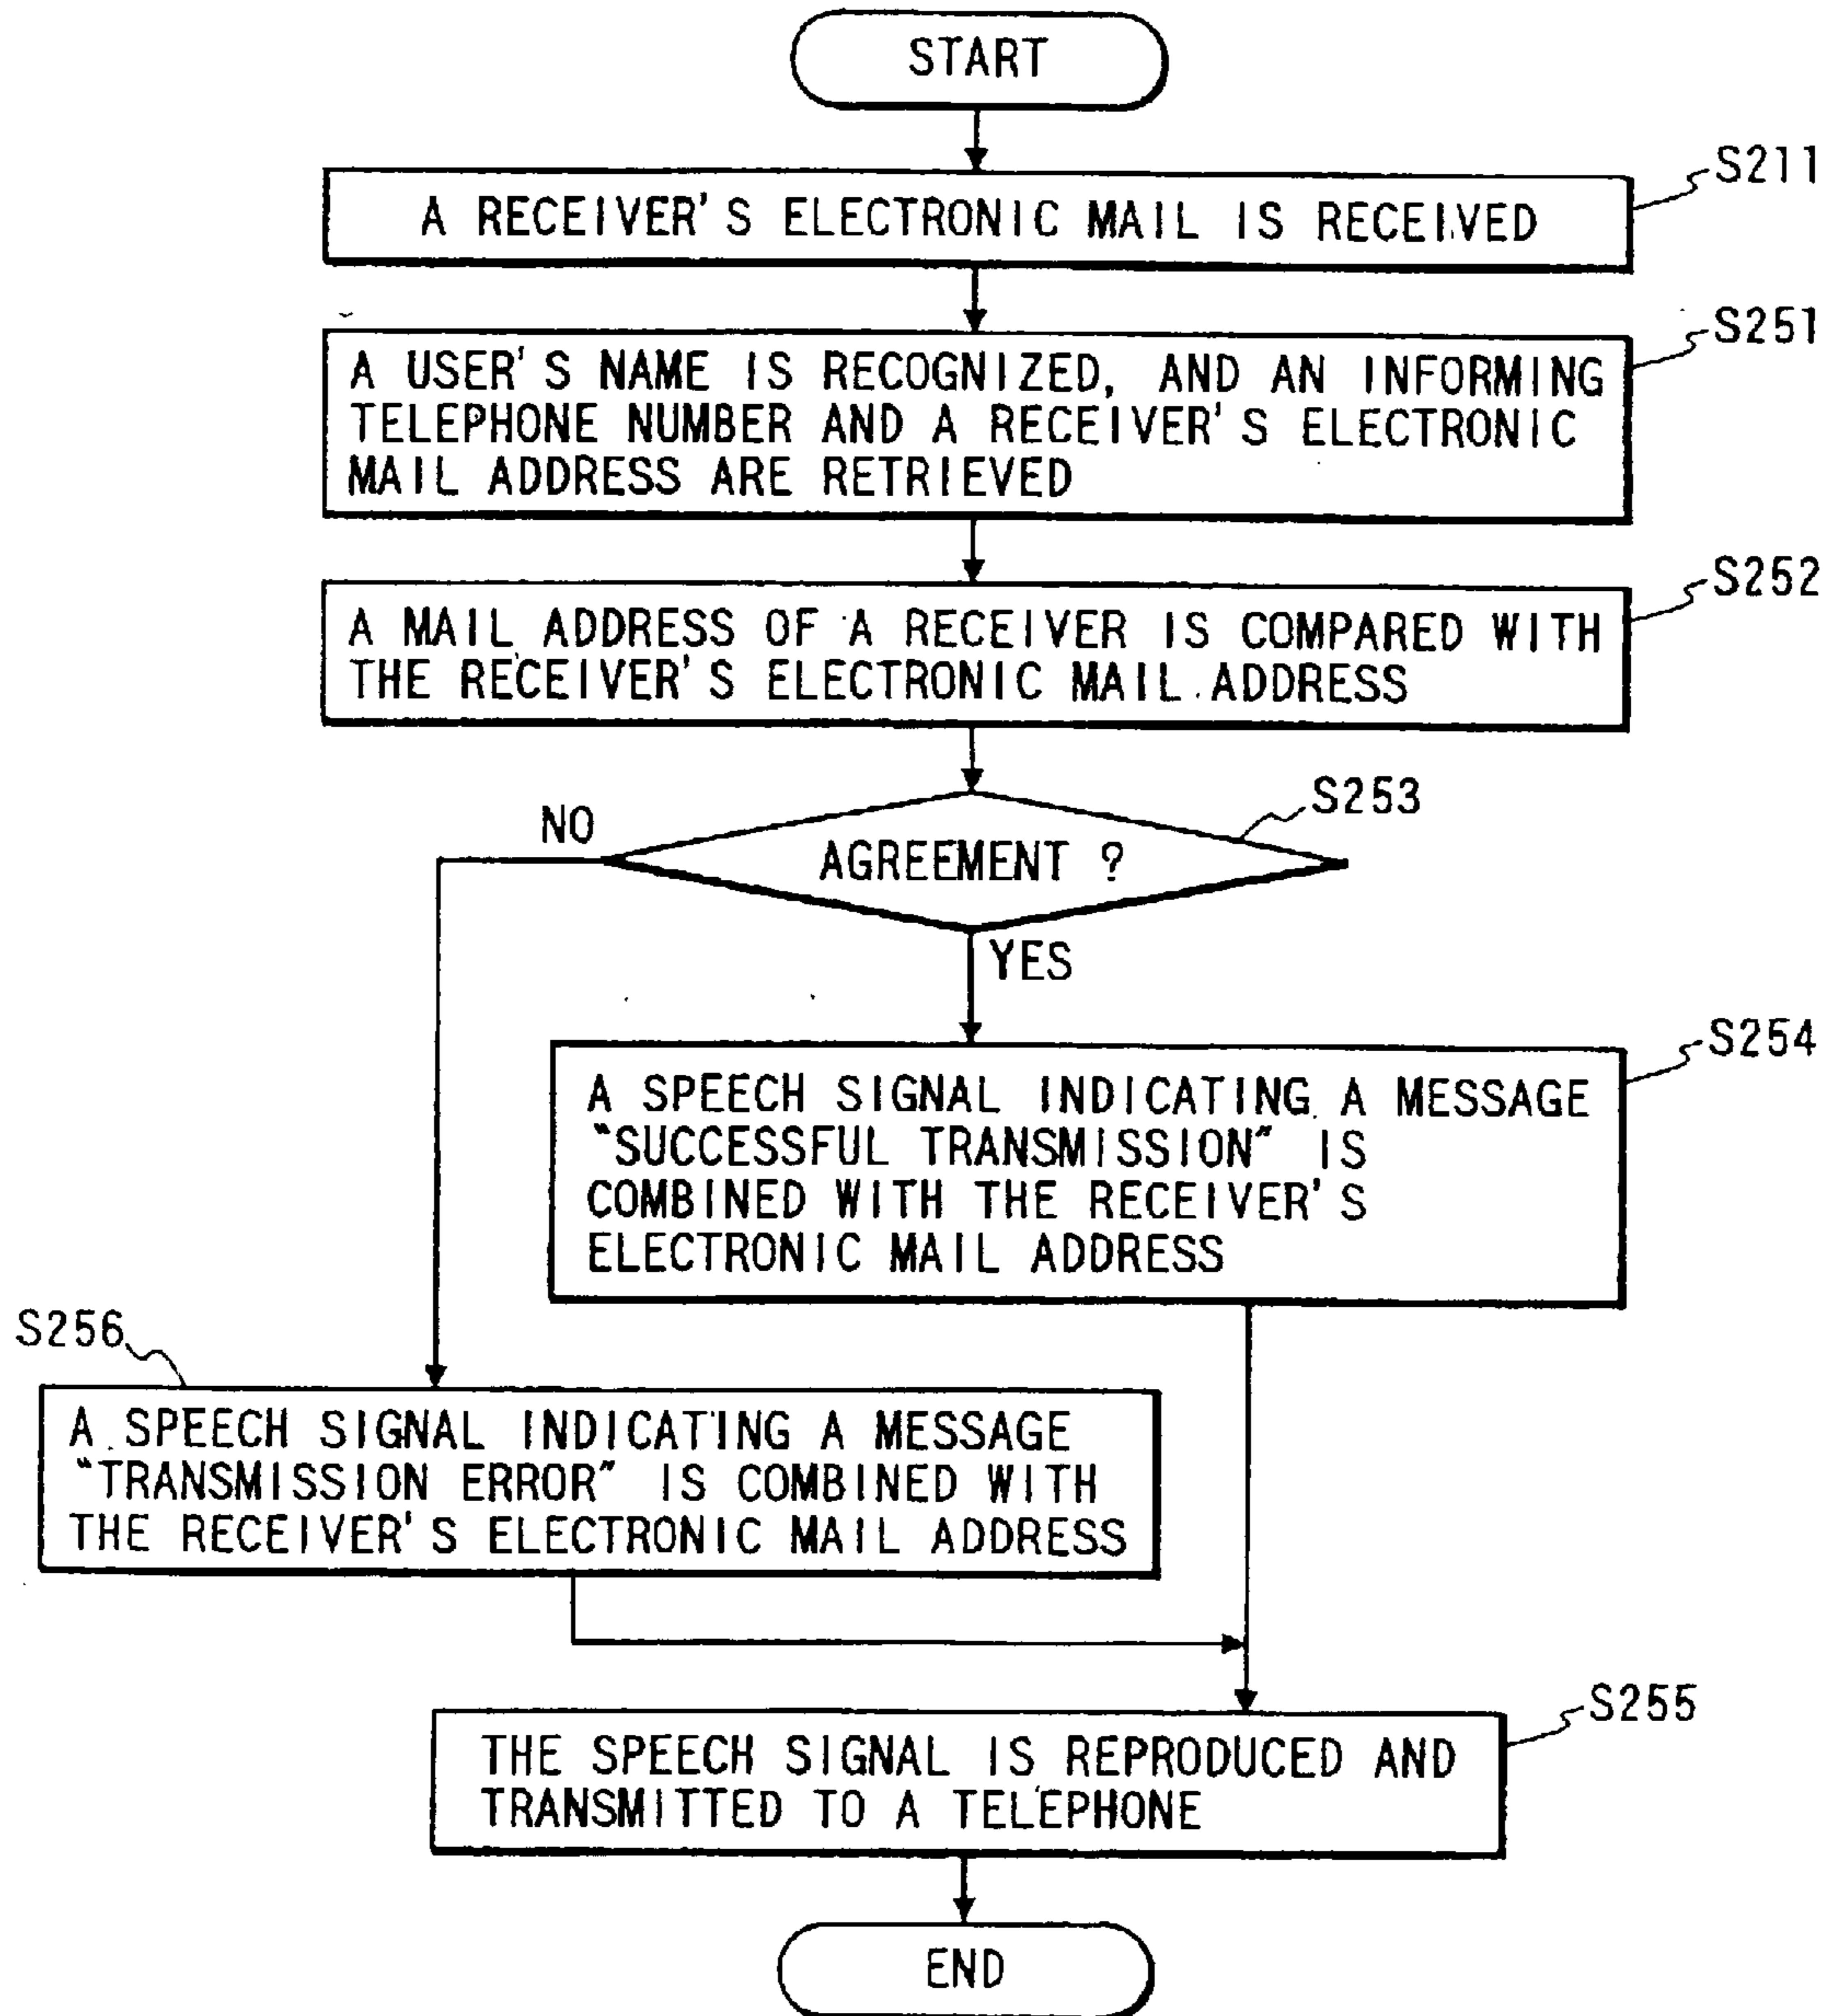 START
S211
A RECEIVER'S ELECTRONIC MAIL IS RECEIVED
S251
A USER'S NAME IS RECOGNIZED, AND AN INFORMING
TELEPHONE NUMBER AND A RECEIVER'S ELECTRONIC
MAIL ADDRESS ARE RETRIEVED
S252
A MAIL ADDRESS OF A RECEIVER IS COMPARED WITH
THE RECEIVER'S ELECTRONIC MAIL ADDRESS
S253
NO
AGREEMENT ?
YES
S254
A SPEECH SIGNAL INDICATING A MESSAGE
"SUCCESSFUL TRANSMISSION" IS
COMBINED WITH THE RECEIVER'S
ELECTRONIC MAIL ADDRESS
S256
A SPEECH SIGNAL INDICATING A MESSAGE
"TRANSMISSION ERROR" IS COMBINED WITH
THE RECEIVER'S ELECTRONIC MAIL ADDRESS
S255
THE SPEECH SIGNAL IS REPRODUCED AND
TRANSMITTED TO A TELEPHONE
END